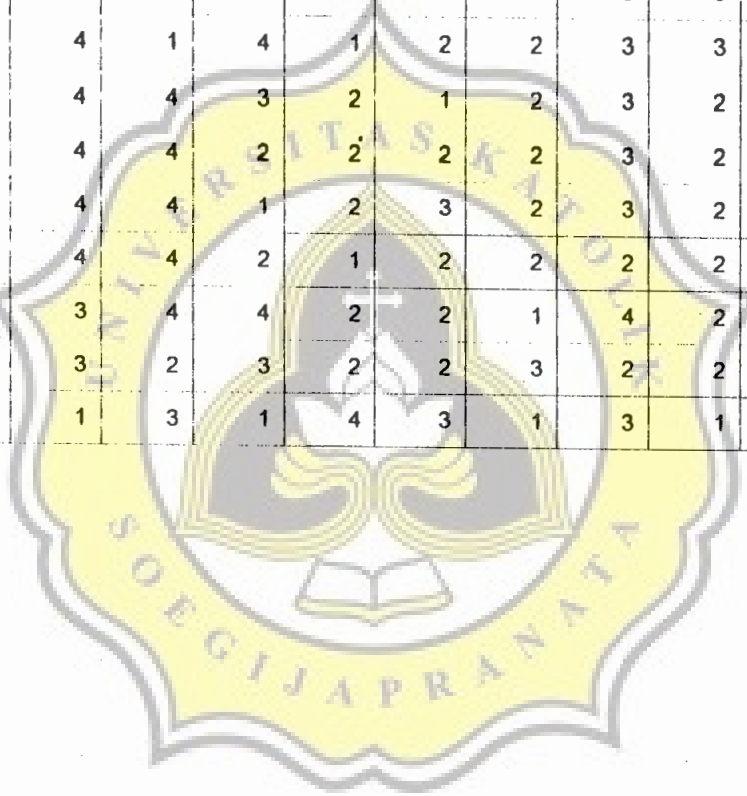 4 1 4 1 2 2 3 3
4 4 3 2 1 2 3 2
4 4 2 2 2 2 3 2
4 4 1 2 3 2 3 2
4 4 2 1 2 2 2 2
3 4 4 2 2 1 4 2
3 2 3 2 2 3 2 2
1 3 1 4 3 1 3 1
UNIVERSITAS KATOLIK
SOEGIJAPRANATA